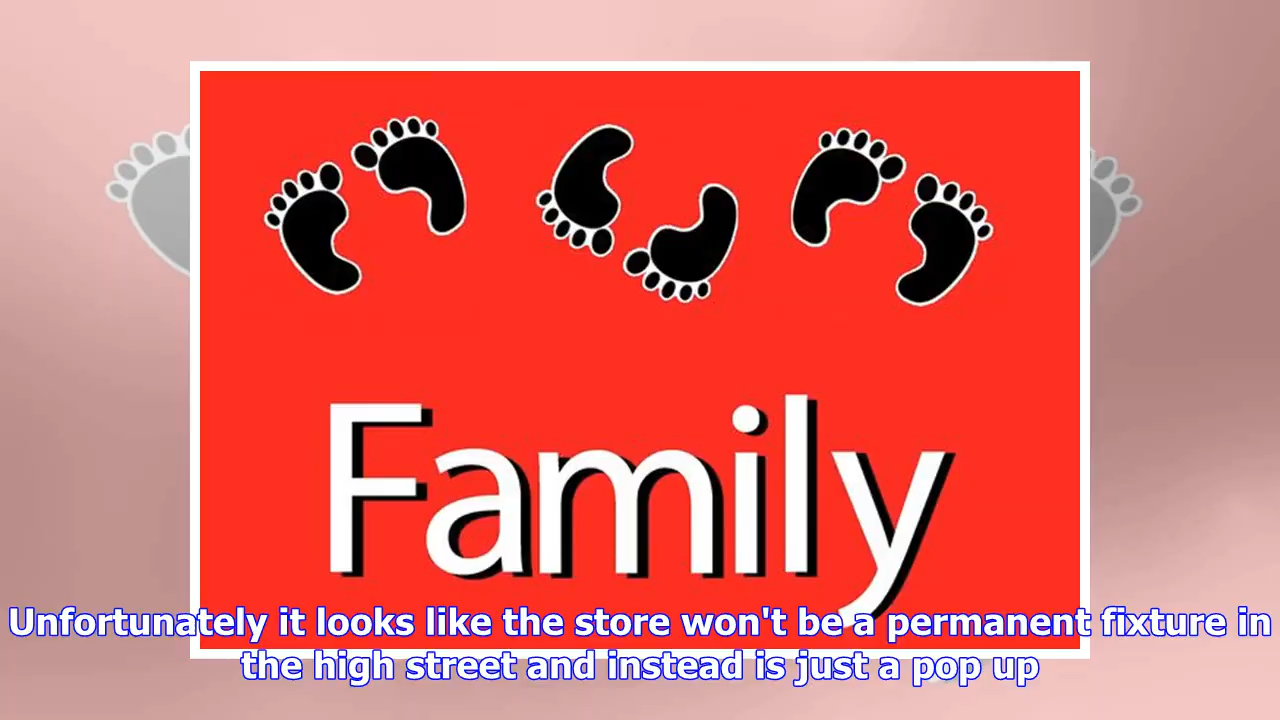 Family
Unfortunately it looks like the store won't be a permanent fixture in
the high street and instead is just a pop up